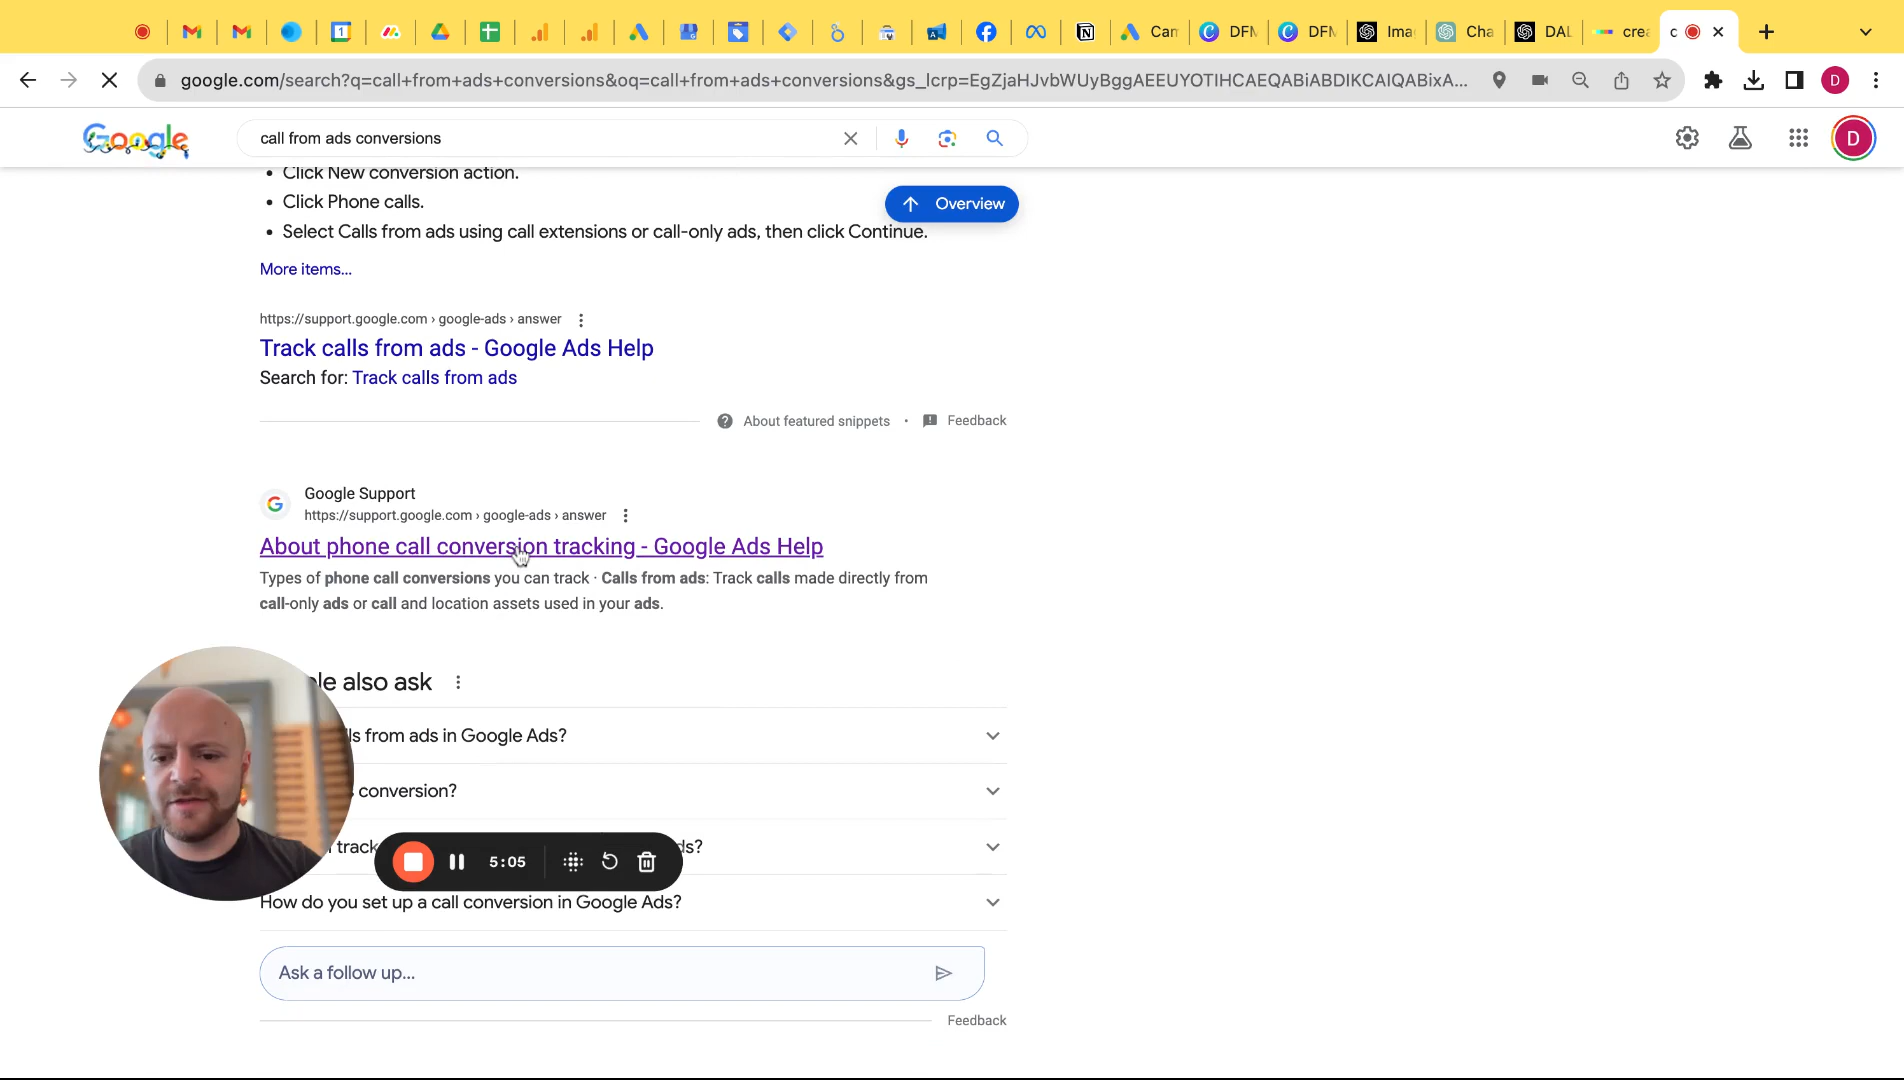 Cam
DFM
DFM
Ima
Cha
DAL
crea
c
google.com/search?q=call+from+ads+conversions&oq=call+from+ads+conversions&gs_lcrp=EgZjaHJvbWUyBggAEEUYOTIHCAEQABiABDIKCAIQABixA...
D
Google
call from ads conversions
D
• Click New conversion action.
• Click Phone calls.
Overview
• Select Calls from ads using call extensions or call-only ads, then click Continue.
More items...
https://support.google.com › google-ads › answer
Track calls from ads - Google Ads Help
Search for: Track calls from ads
About featured snippets • Feedback
Google Support
https://support.google.com › google-ads › answer
About phone call conversion tracking - Google Ads Help
Types of phone call conversions you can track · Calls from ads: Track calls made directly from
call-only ads or call and location assets used in your ads.
le also ask
ls from ads in Google Ads?
conversion?
track ds?
5:05
How do you set up a call conversion in Google Ads?
Ask a follow up...
Feedback